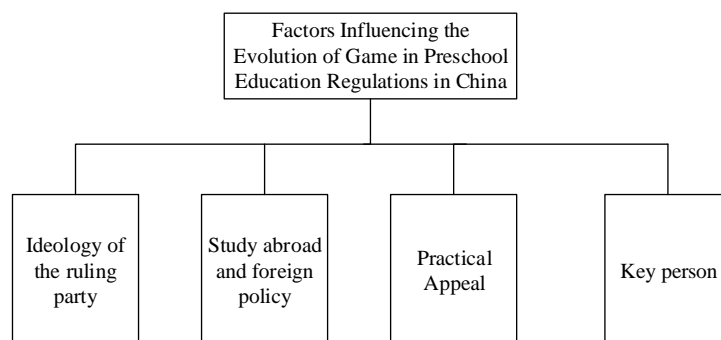 Factors Influencing the
Evolution of Game in Preschool
Education Regulations in China
Ideology of
the ruling
party
Study abroad
and foreign
policy
Practical
Appeal
Key person